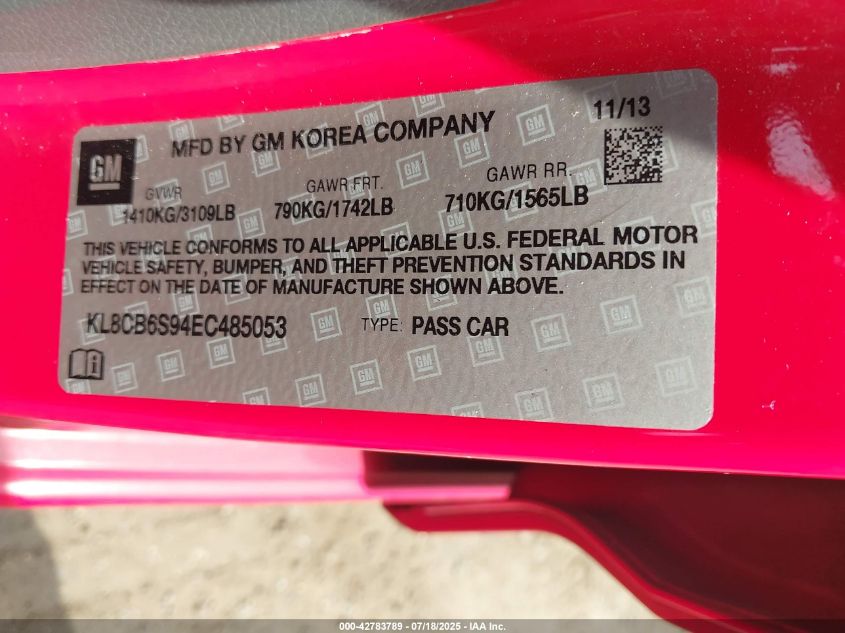 MFD BY GM KOREA COMPANY
11/13
GM
GVWR
1410KG/3109LB
GAWR FRT.
790KG/1742LB
GAWR RR.
710KG/1565LB
THIS VEHICLE CONFORMS TO ALL APPLICABLE U.S. FEDERAL MOTOR
VEHICLE SAFETY, BUMPER, AND THEFT PREVENTION STANDARDS IN
EFFECT ON THE DATE OF MANUFACTURE SHOWN ABOVE.
KL8CB6S94EC485053
TYPE: PASS CAR
000-42783789 - 07/18/2025 - IAA Inc.